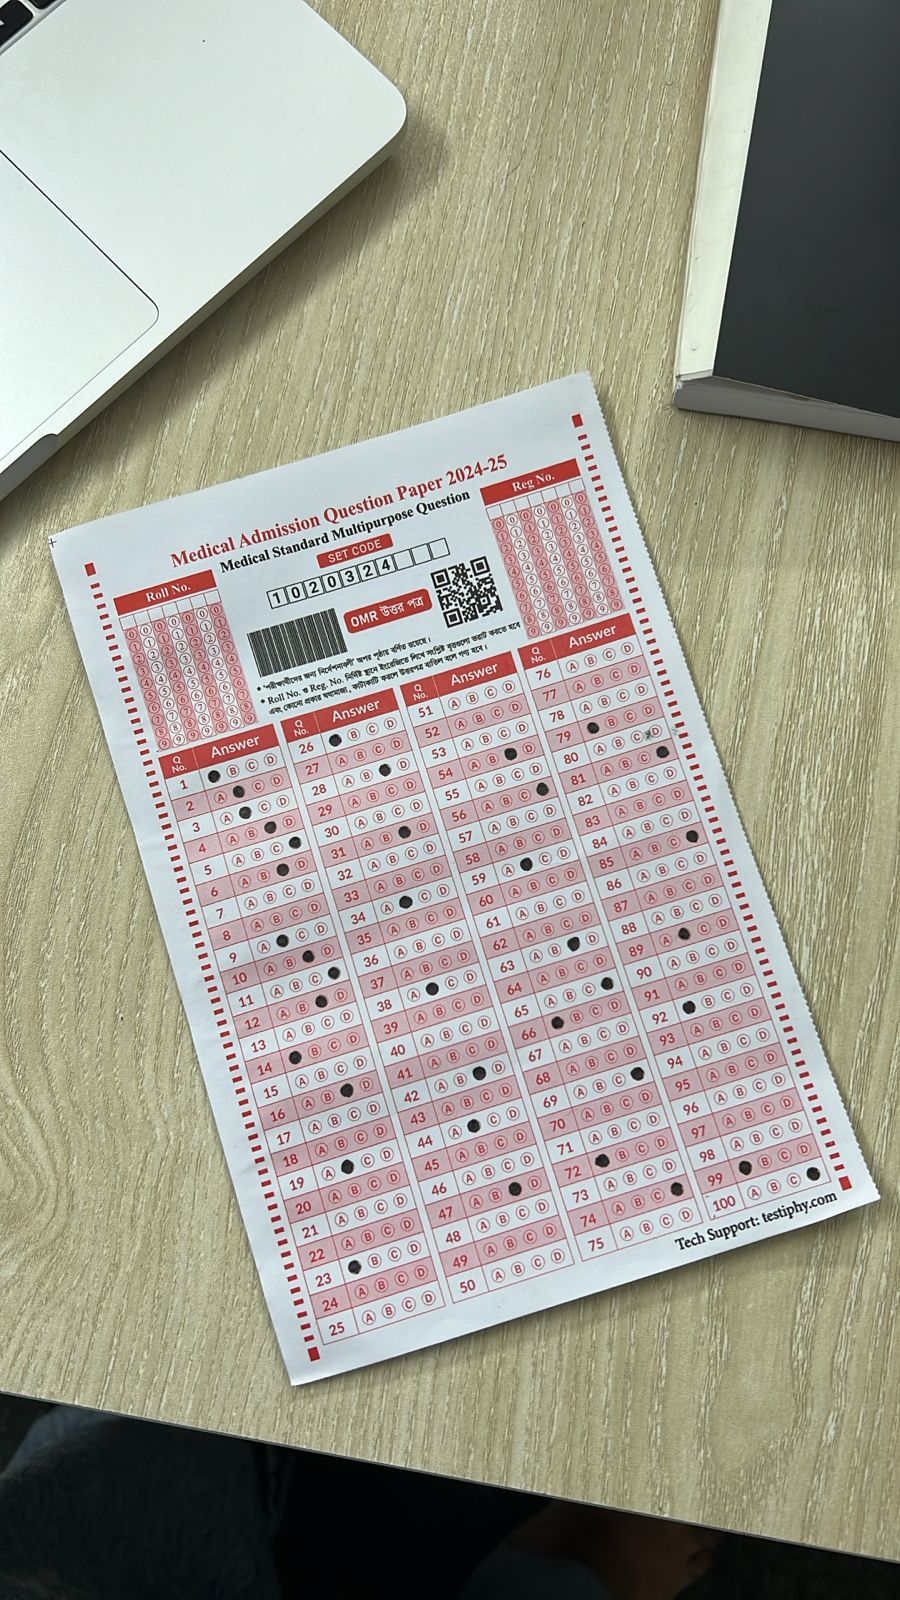 Medical Admission Question Paper 2024-25
Medical Standard Multipurpose Question
SET CODE
1020324
Roll No.
Reg No.
OMR উত্তর পত্র
* 'পরীক্ষার্থীদের জন্য নির্দেশনাবলী' অপর পৃষ্ঠায় বর্ণিত রয়েছে।
* Roll No. ও Reg. No. নির্দিষ্ট স্থানে ইংরেজিতে লিখে সংশ্লিষ্ট বৃত্তগুলো ভরাট করতে হবে
এবং কোনো প্রকার ঘষামাজা, কাটাকাটি করলে উত্তরপত্র বাতিল বলে গণ্য হবে।
Q No. Answer
1 B C D
2 A C D
3 A C D
4 A B D
5 A B C
6 A B D
7 A B C D
8 A B C D
9 A C D
10 A B D
11 A B C
12 A B D
13 A B C D
14 B C D
15 A B C D
16 A B D
17 A B C D
18 A B C D
19 A C D
20 A B C D
21 A B C D
22 A B C D
23 B C D
24 A B C D
25 A B C D
Q No. Answer
26 B C D
27 A B C D
28 A B D
29 A B C D
30 A B C D
31 A B D
32 A B C D
33 A B C D
34 A C D
35 A B C D
36 A B C D
37 A B C D
38 A C D
39 A B C D
40 A B C D
41 A B C D
42 A B D
43 A B C D
44 A C D
45 A B C D
46 A B C D
47 A B D
48 A B C D
49 A B C D
50 A B C D
Q No. Answer
51 A B C D
52 A B C D
53 A B C D
54 A B D
55 A B C D
56 A B C
57 A B C D
58 A B C D
59 A C D
60 A B C D
61 A B C D
62 A B C D
63 A B D
64 A B C D
65 A B C
66 B C D
67 A B C D
68 A B C D
69 A B C
70 A B C D
71 A B C D
72 B C D
73 A B C D
74 A B C
75 A B C D
Q No. Answer
76 A B C D
77 A B C D
78 A B C D
79 B C D
80 A B C D
81 A B C
82 A B C D
83 A B C D
84 A B C D
85 A B C
86 A B C D
87 A B C D
88 A B C D
89 A B D
90 A B C D
91 A B C D
92 B C D
93 A B C D
94 A B C D
95 A B C D
96 A B C D
97 A B C D
98 A B C D
99 B C D
100 A B C
Tech Support: testiphy.com